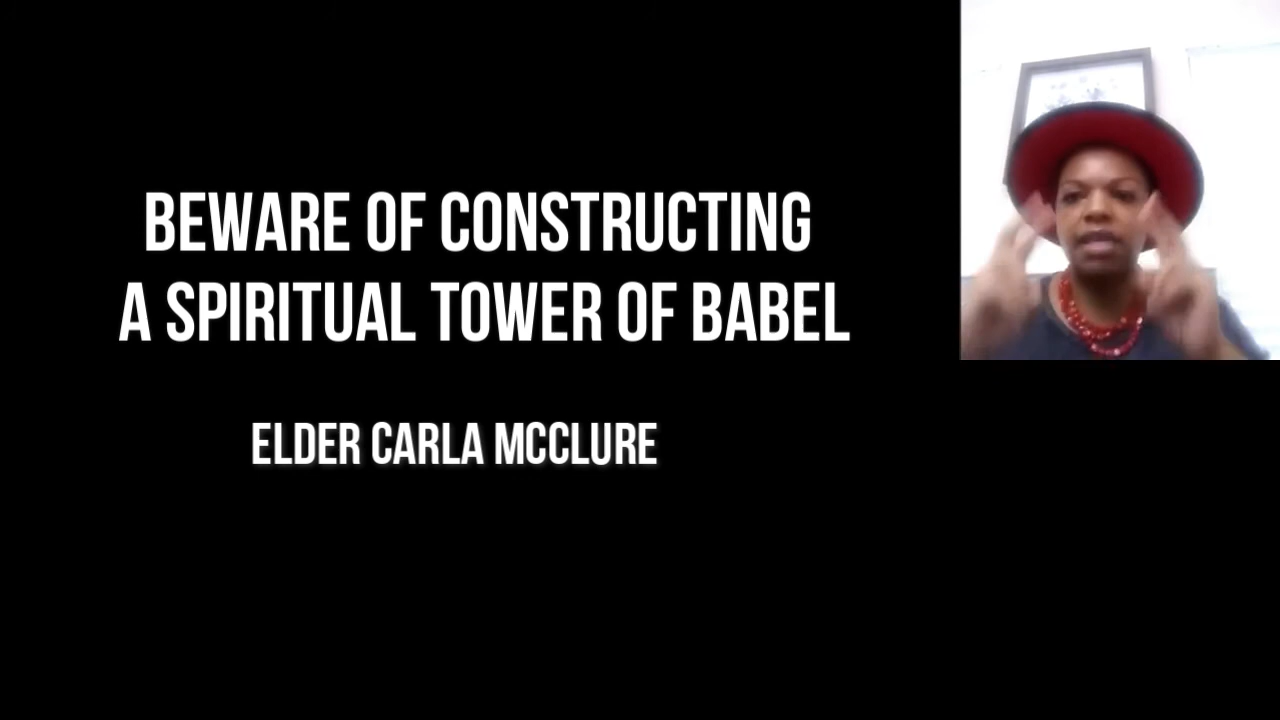 BEWARE OF CONSTRUCTING
A SPIRITUAL TOWER OF BABEL
ELDER CARLA MCCLURE